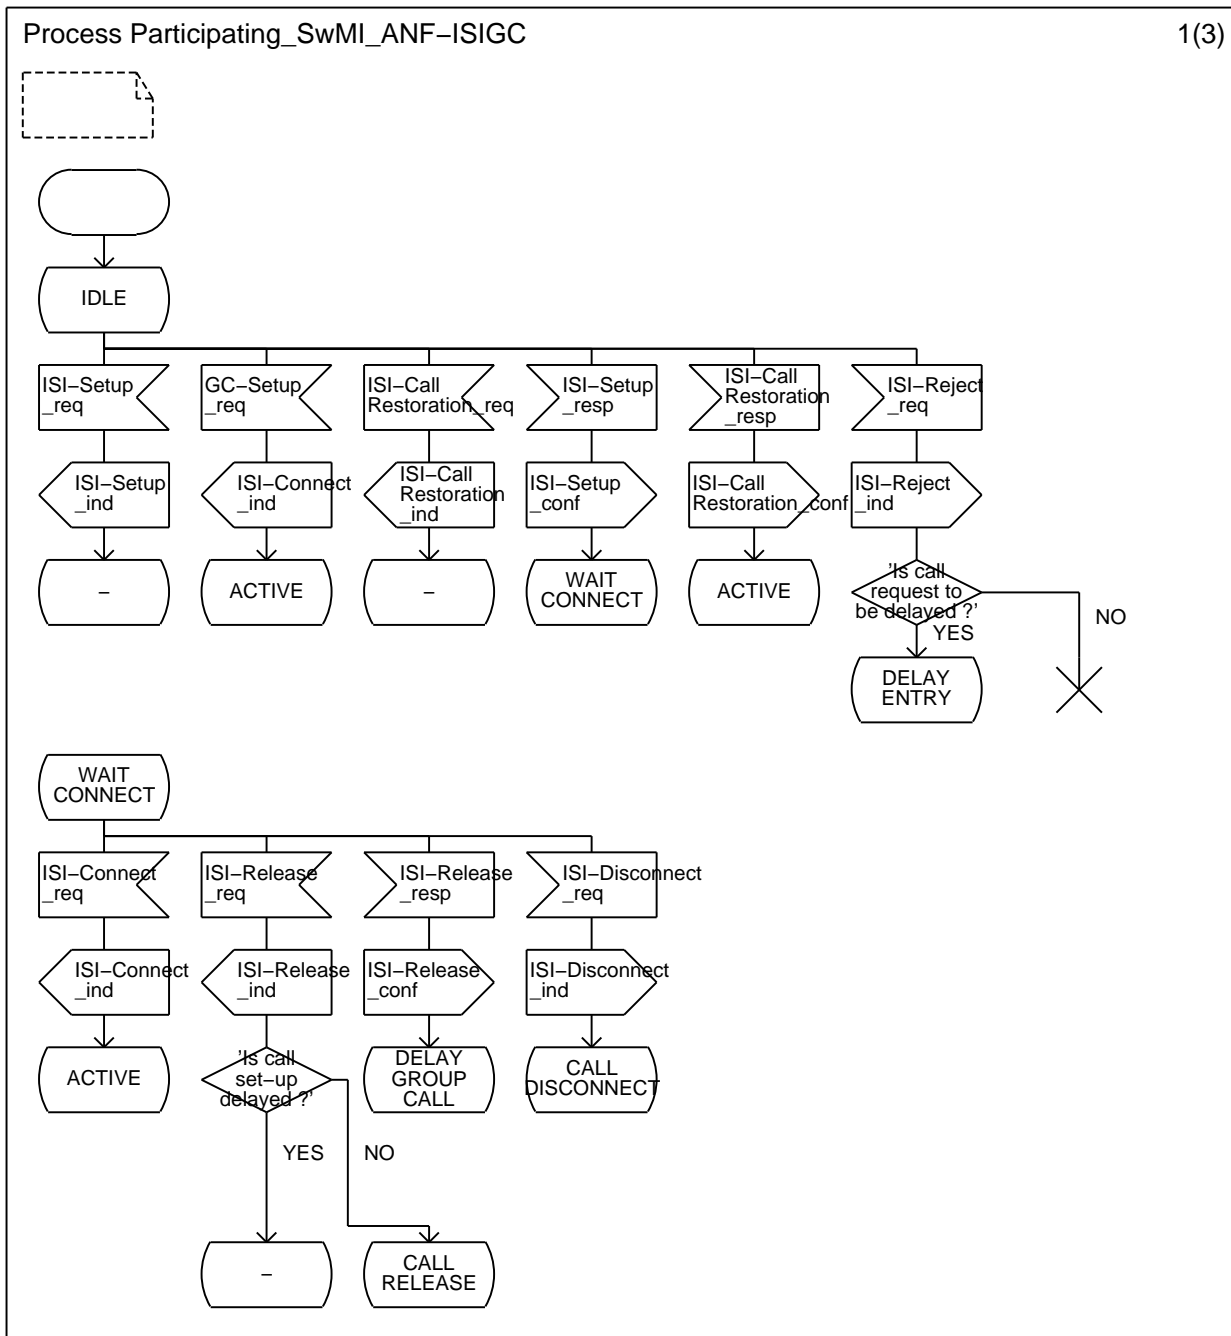 Process Participating_SwMI_ANF−ISIGC
1(3)
IDLE
ISI−Setup
_req
GC−Setup
_req
ISI−Call
Restoration_req
ISI−Setup
_resp
ISI−Call
Restoration
_resp
ISI−Reject
_req
ISI−Setup
_ind
ISI−Connect
_ind
ISI−Call
Restoration
_ind
ISI−Setup
_conf
ISI−Call
Restoration_conf
ISI−Reject
_ind
−
ACTIVE
−
WAIT
CONNECT
ACTIVE
'Is call
request to
be delayed ?'
NO
YES
DELAY
ENTRY
WAIT
CONNECT
ISI−Connect
_req
ISI−Release
_req
ISI−Release
_resp
ISI−Disconnect
_req
ISI−Connect
_ind
ISI−Release
_ind
ISI−Release
_conf
ISI−Disconnect
_ind
ACTIVE
'Is call
set−up
delayed ?'
DELAY
GROUP
CALL
CALL
DISCONNECT
YES
NO
−
CALL
RELEASE